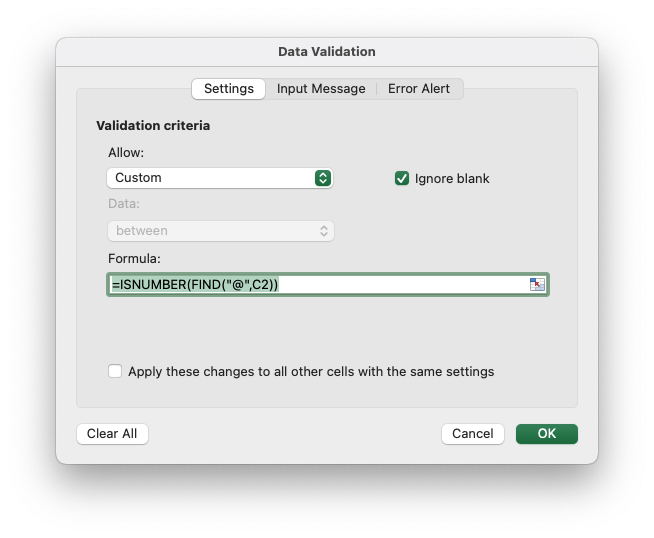 Data Validation
Settings Input Message Error Alert
Validation criteria
Allow:
Custom Ignore blank
Data:
between
Formula:
=ISNUMBER(FIND("@",C2))
Apply these changes to all other cells with the same settings
Clear All Cancel OK